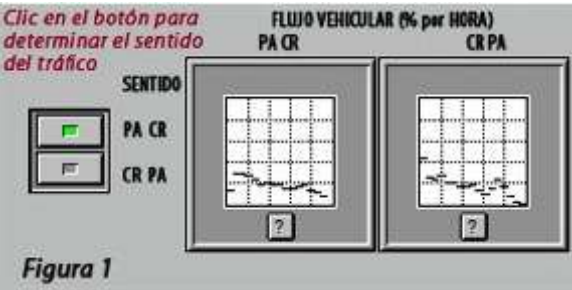 Clic en el botón para
determinar el sentido
del tráfico
FLUJO VEHICULAR (% por HORA)
PA CR
CR PA
SENTIDO
PA CR
CR PA
?
?
Figura 1